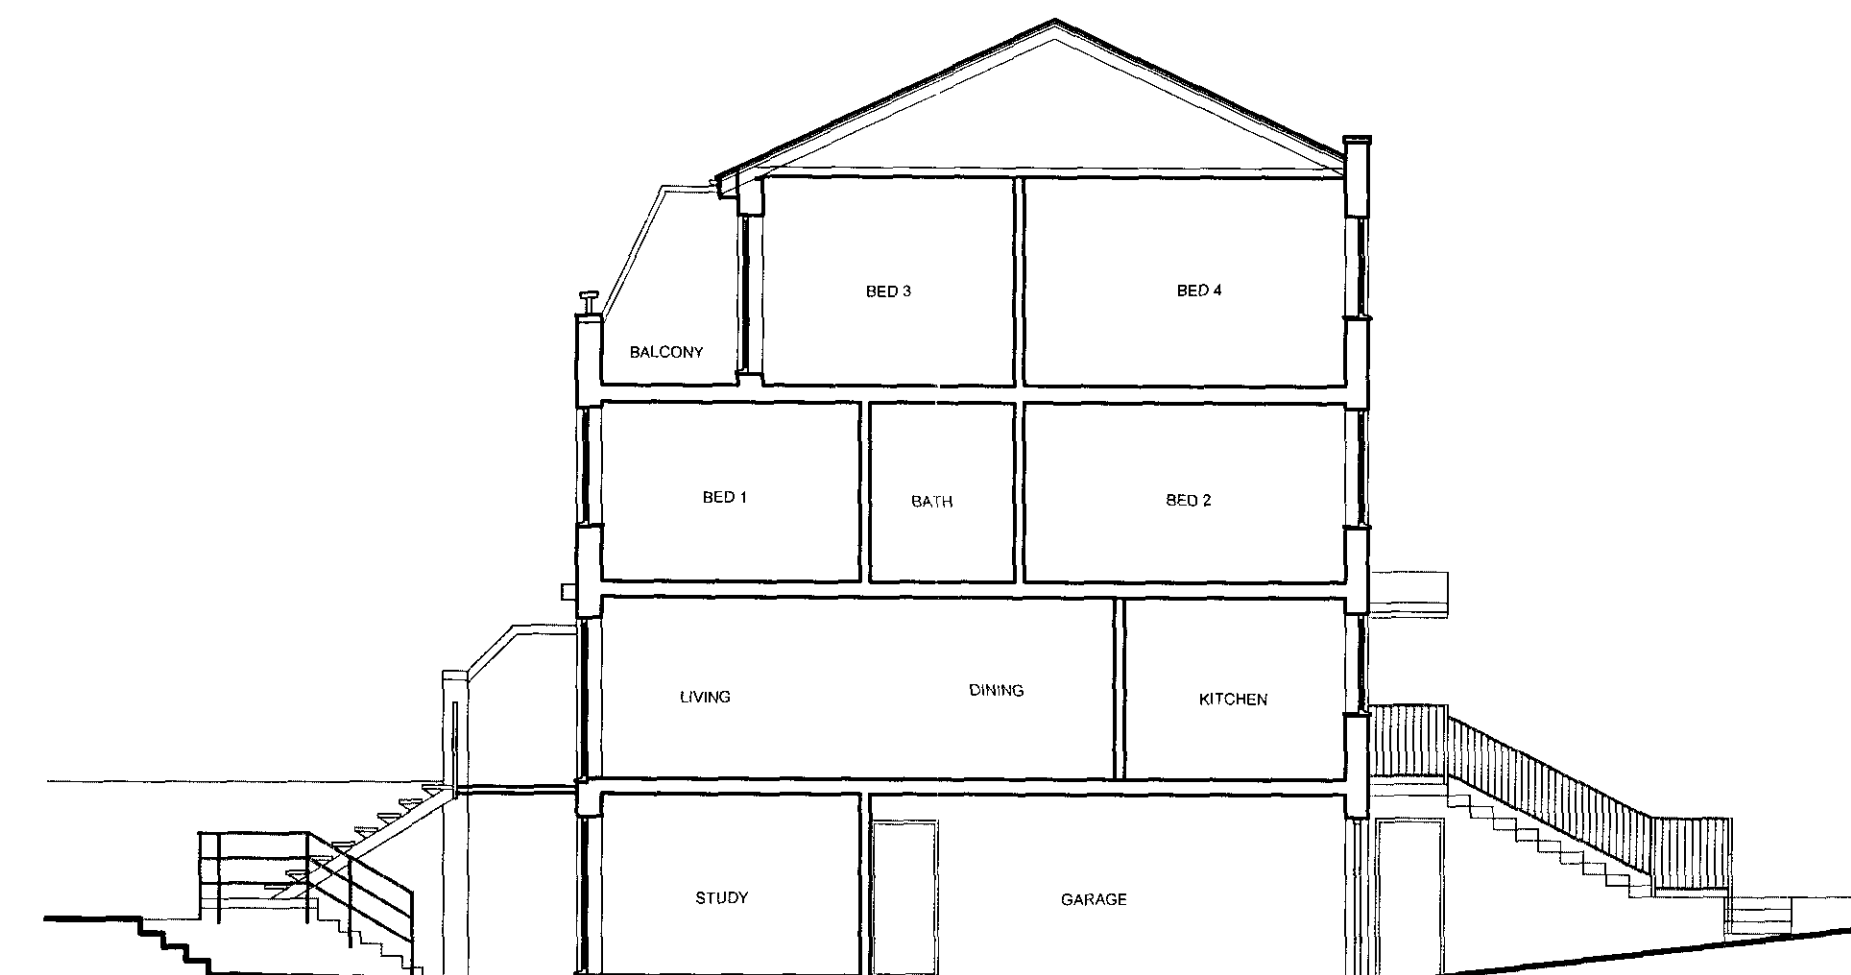 BED 3
BED 4
BALCONY
BED 1
BATH
BED 2
LIVING
DINING
KITCHEN
STUDY
GARAGE